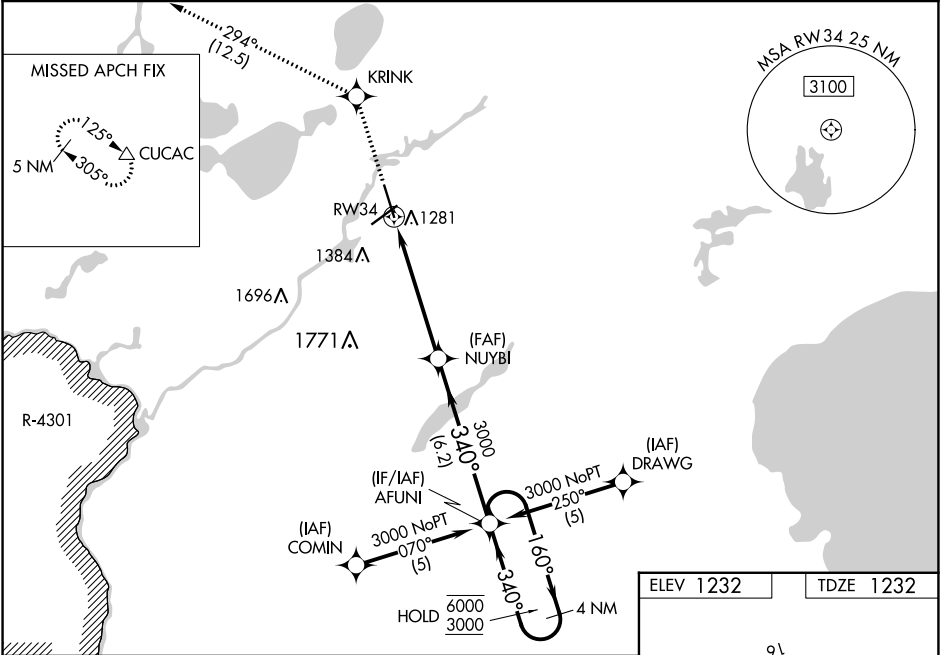 294°
(12.5)
MISSED APCH FIX
125°
CUCAC
5 NM
305°
KRINK
MSA RW34 25 NM
3100
RW34
1281
1384
1696
1771
(FAF)
NUYBI
R-4301
3000
340°
(6.2)
(IF/IAF)
AFUNI
(IAF)
DRAWG
3000 NoPT
250°
(5)
(IAF)
COMIN
3000 NoPT
070°
(5)
160°
340°
HOLD
6000
3000
4 NM
ELEV 1232
TDZE 1232
16